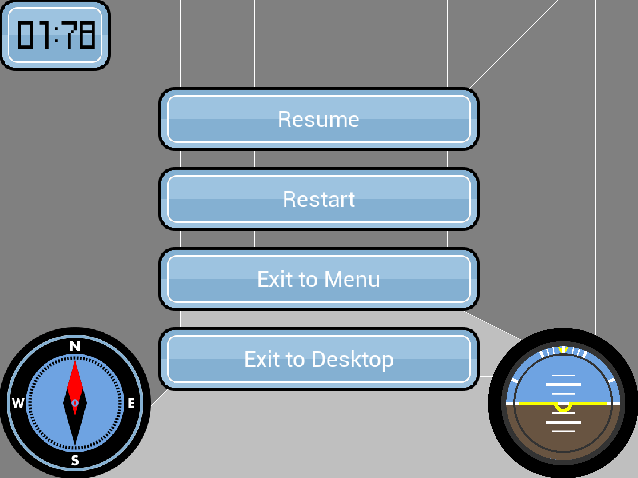 01:78
Resume
Restart
Exit to Menu
Exit to Desktop
N
W E
S